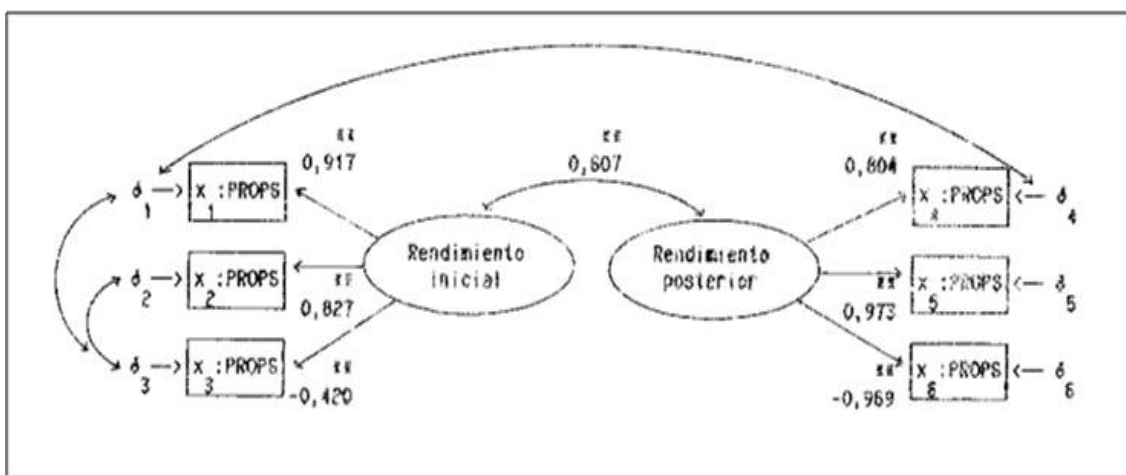 ** ** **
0,917 0,607 0,804
δ → x :PROPS x :PROPS ← δ
1 1 4 4
Rendimiento Rendimiento
inicial posterior
δ → x :PROPS ** ** x :PROPS ← δ
2 2 0,827 0,973 5 5
δ → x :PROPS ** ** x :PROPS ← δ
3 3 -0,420 -0,969 6 6